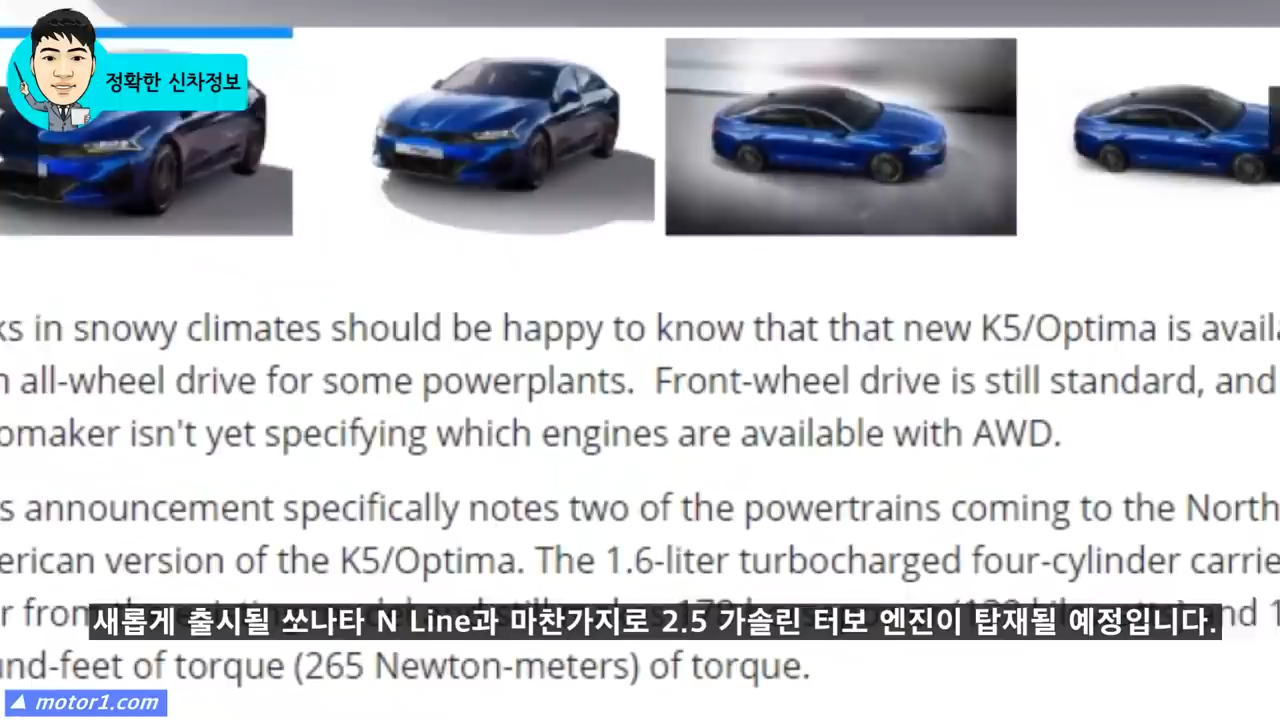 정확한 신차정보
ks in snowy climates should be happy to know that that new K5/Optima is availa
all-wheel drive for some powerplants. Front-wheel drive is still standard, and
omaker isn't yet specifying which engines are available with AWD.
s announcement specifically notes two of the powertrains coming to the North
erican version of the K5/Optima. The 1.6-liter turbocharged four-cylinder carrie
새롭게 출시될 쏘나타 N Line과 마찬가지로 2.5 가솔린 터보 엔진이 탑재될 예정입니다.
und-feet of torque (265 Newton-meters) of torque.
motor1.com